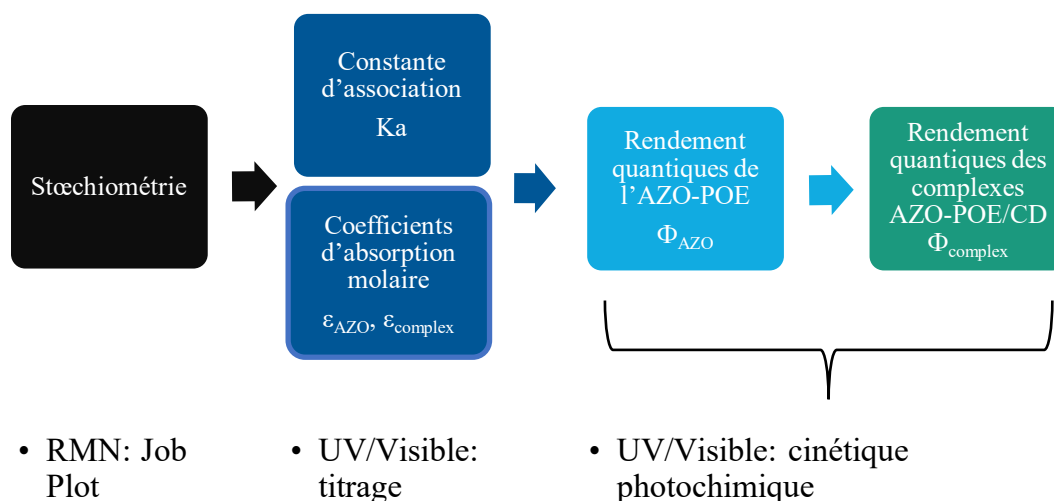 Stœchiométrie
Constante
d’association
Ka
Coefficients
d’absorption
molaire
εAZO, εcomplex
Rendement
quantiques de
l’AZO-POE
ΦAZO
Rendement
quantiques des
complexes
AZO-POE/CD
Φcomplex
• RMN: Job
Plot
• UV/Visible:
titrage
• UV/Visible: cinétique
photochimique